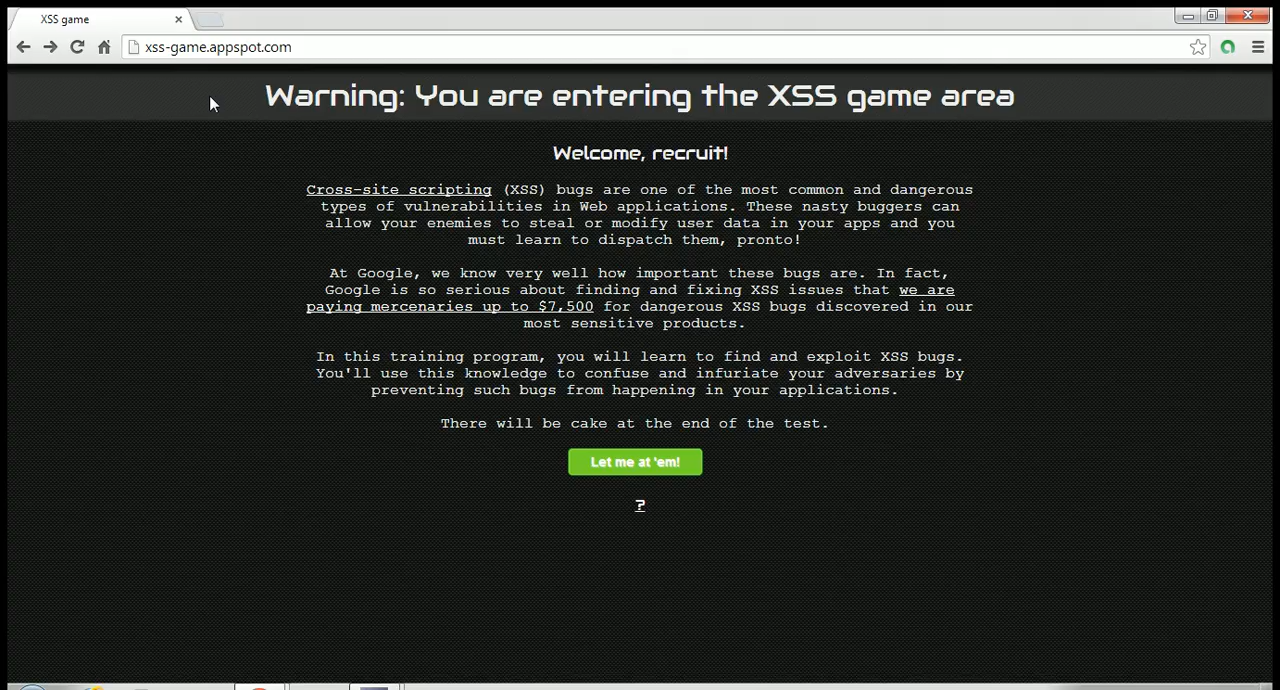 XSS game
xss-game.appspot.com
Warning: You are entering the XSS game area
Welcome, recruit!
Cross-site scripting (XSS) bugs are one of the most common and dangerous
types of vulnerabilities in Web applications. These nasty buggers can
allow your enemies to steal or modify user data in your apps and you
must learn to dispatch them, pronto!
At Google, we know very well how important these bugs are. In fact,
Google is so serious about finding and fixing XSS issues that we are
paying mercenaries up to $7,500 for dangerous XSS bugs discovered in our
most sensitive products.
In this training program, you will learn to find and exploit XSS bugs.
You'll use this knowledge to confuse and infuriate your adversaries by
preventing such bugs from happening in your applications.
There will be cake at the end of the test.
Let me at 'em!
?